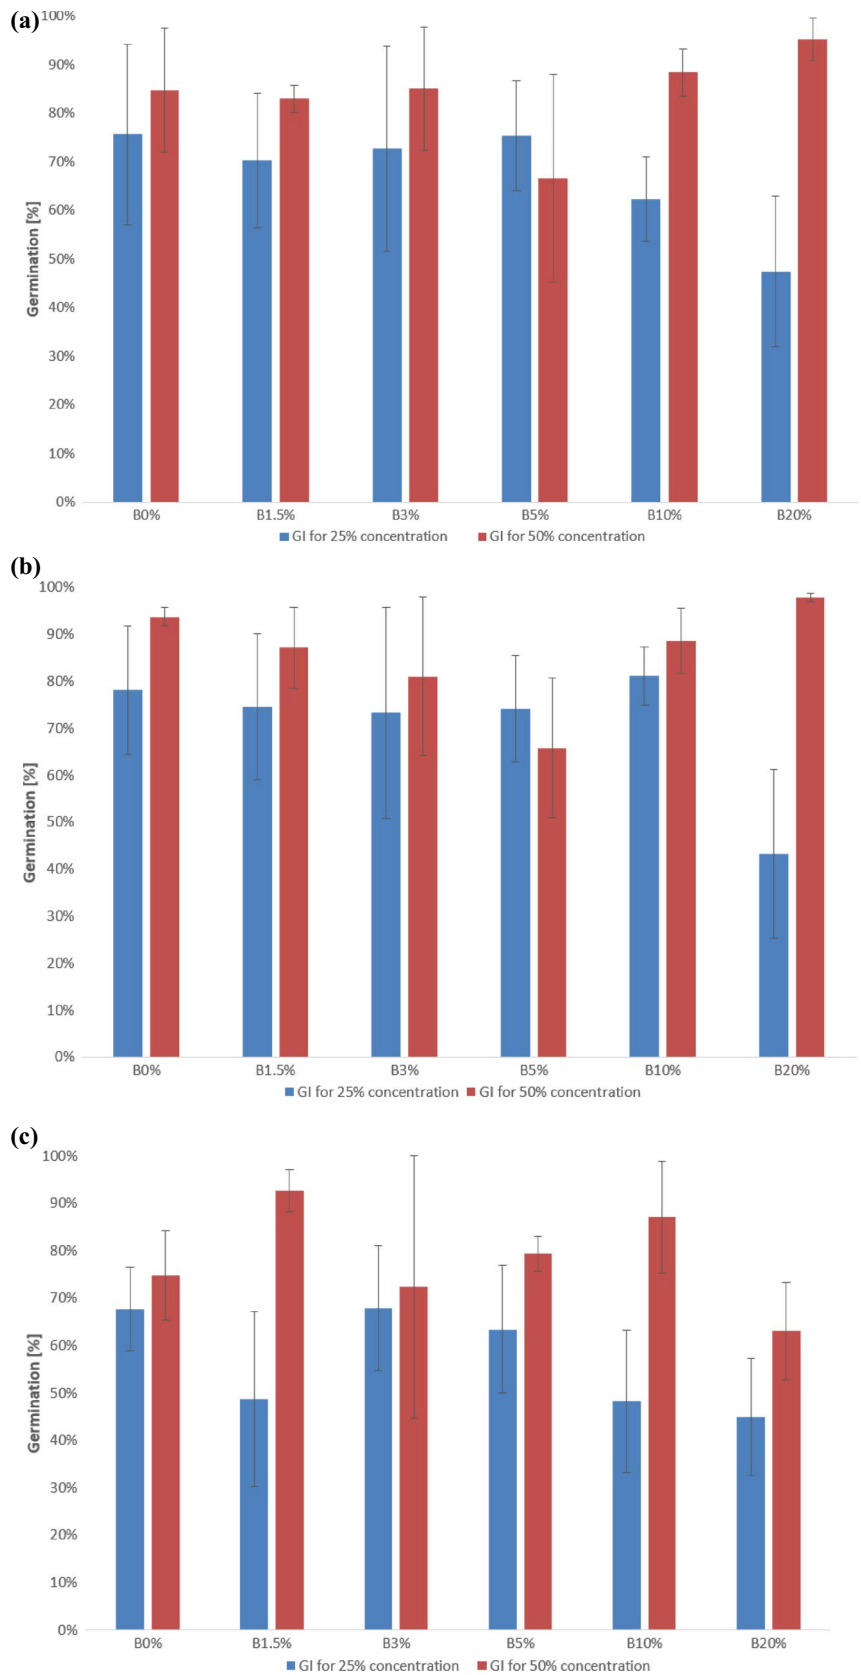 (a)
100%
90%
80%
70%
60%
50%
40%
30%
20%
10%
0%
Germination [%]
B0% B1.5% B3% B5% B10% B20%
GI for 25% concentration GI for 50% concentration
(b)
100%
90%
80%
70%
60%
50%
40%
30%
20%
10%
0%
Germination [%]
B0% B1.5% B3% B5% B10% B20%
GI for 25% concentration GI for 50% concentration
(c)
100%
90%
80%
70%
60%
50%
40%
30%
20%
10%
0%
Germination [%]
B0% B1.5% B3% B5% B10% B20%
GI for 25% concentration GI for 50% concentration